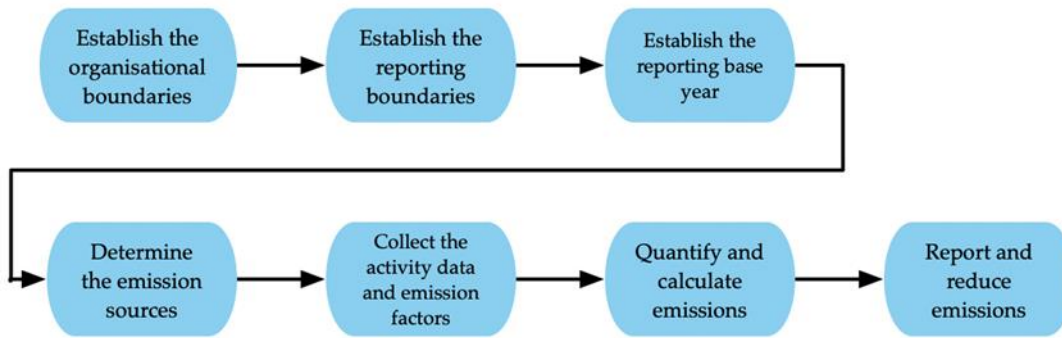 Establish the
organisational
boundaries
Establish the
reporting
boundaries
Establish the
reporting base
year
Determine
the emission
sources
Collect the
activity data
and emission
factors
Quantify and
calculate
emissions
Report and
reduce
emissions